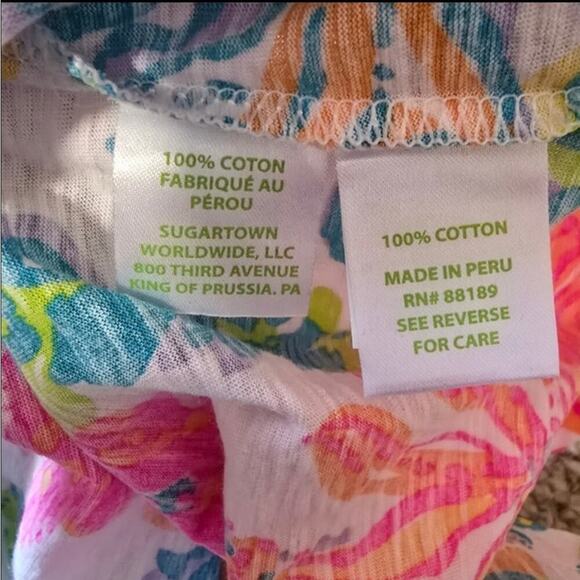 100% COTON
FABRIQUÉ AU
PÉROU
SUGARTOWN
WORLDWIDE, LLC
800 THIRD AVENUE
KING OF PRUSSIA. PA
100% COTTON
MADE IN PERU
RN# 88189
SEE REVERSE
FOR CARE